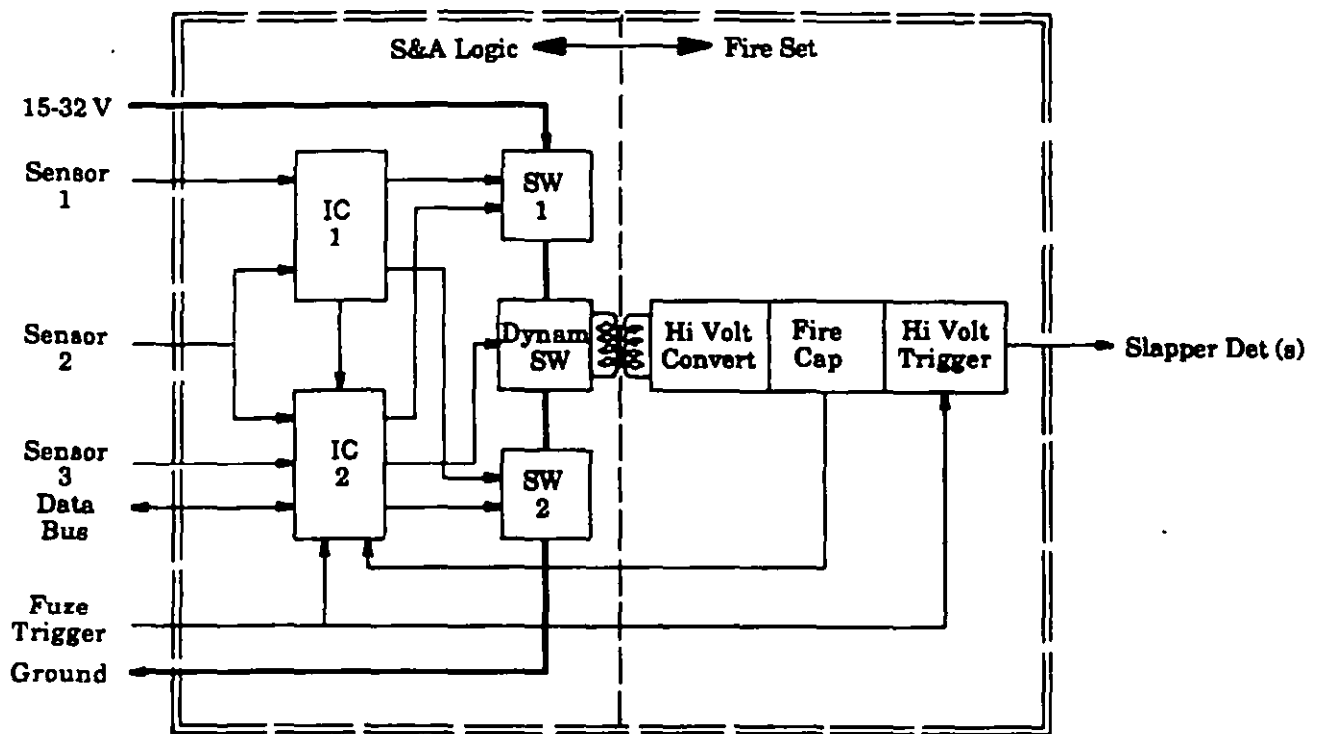 S&A Logic
Fire Set
15-32 V
Sensor
1
IC
1
SW
1
Sensor
2
Dynam
SW
Hi Volt
Convert
Fire
Cap
Hi Volt
Trigger
Slapper Det (s)
Sensor
3
IC
2
SW
2
Data
Bus
Fuze
Trigger
Ground